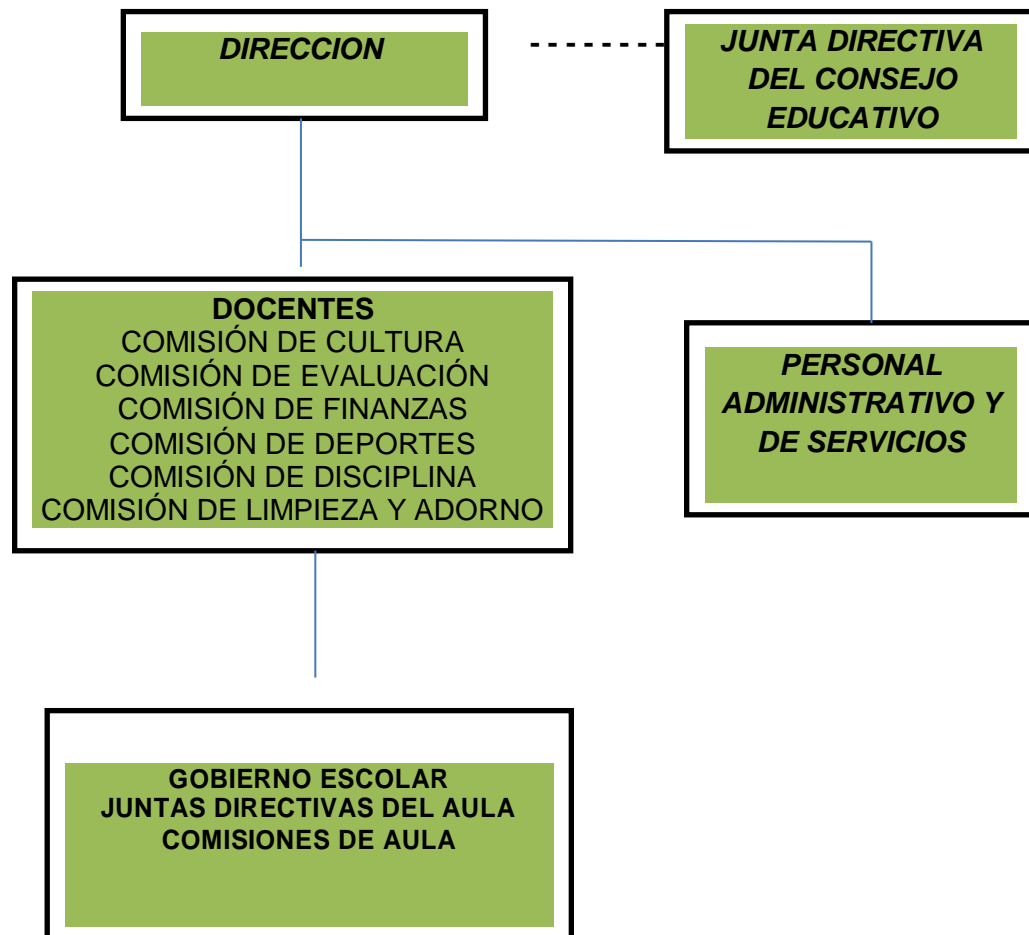 DIRECCION
JUNTA DIRECTIVA
DEL CONSEJO
EDUCATIVO
DOCENTES
COMISIÓN DE CULTURA
COMISIÓN DE EVALUACIÓN
COMISIÓN DE FINANZAS
COMISIÓN DE DEPORTES
COMISIÓN DE DISCIPLINA
COMISIÓN DE LIMPIEZA Y ADORNO
PERSONAL
ADMINISTRATIVO Y
DE SERVICIOS
GOBIERNO ESCOLAR
JUNTAS DIRECTIVAS DEL AULA
COMISIONES DE AULA